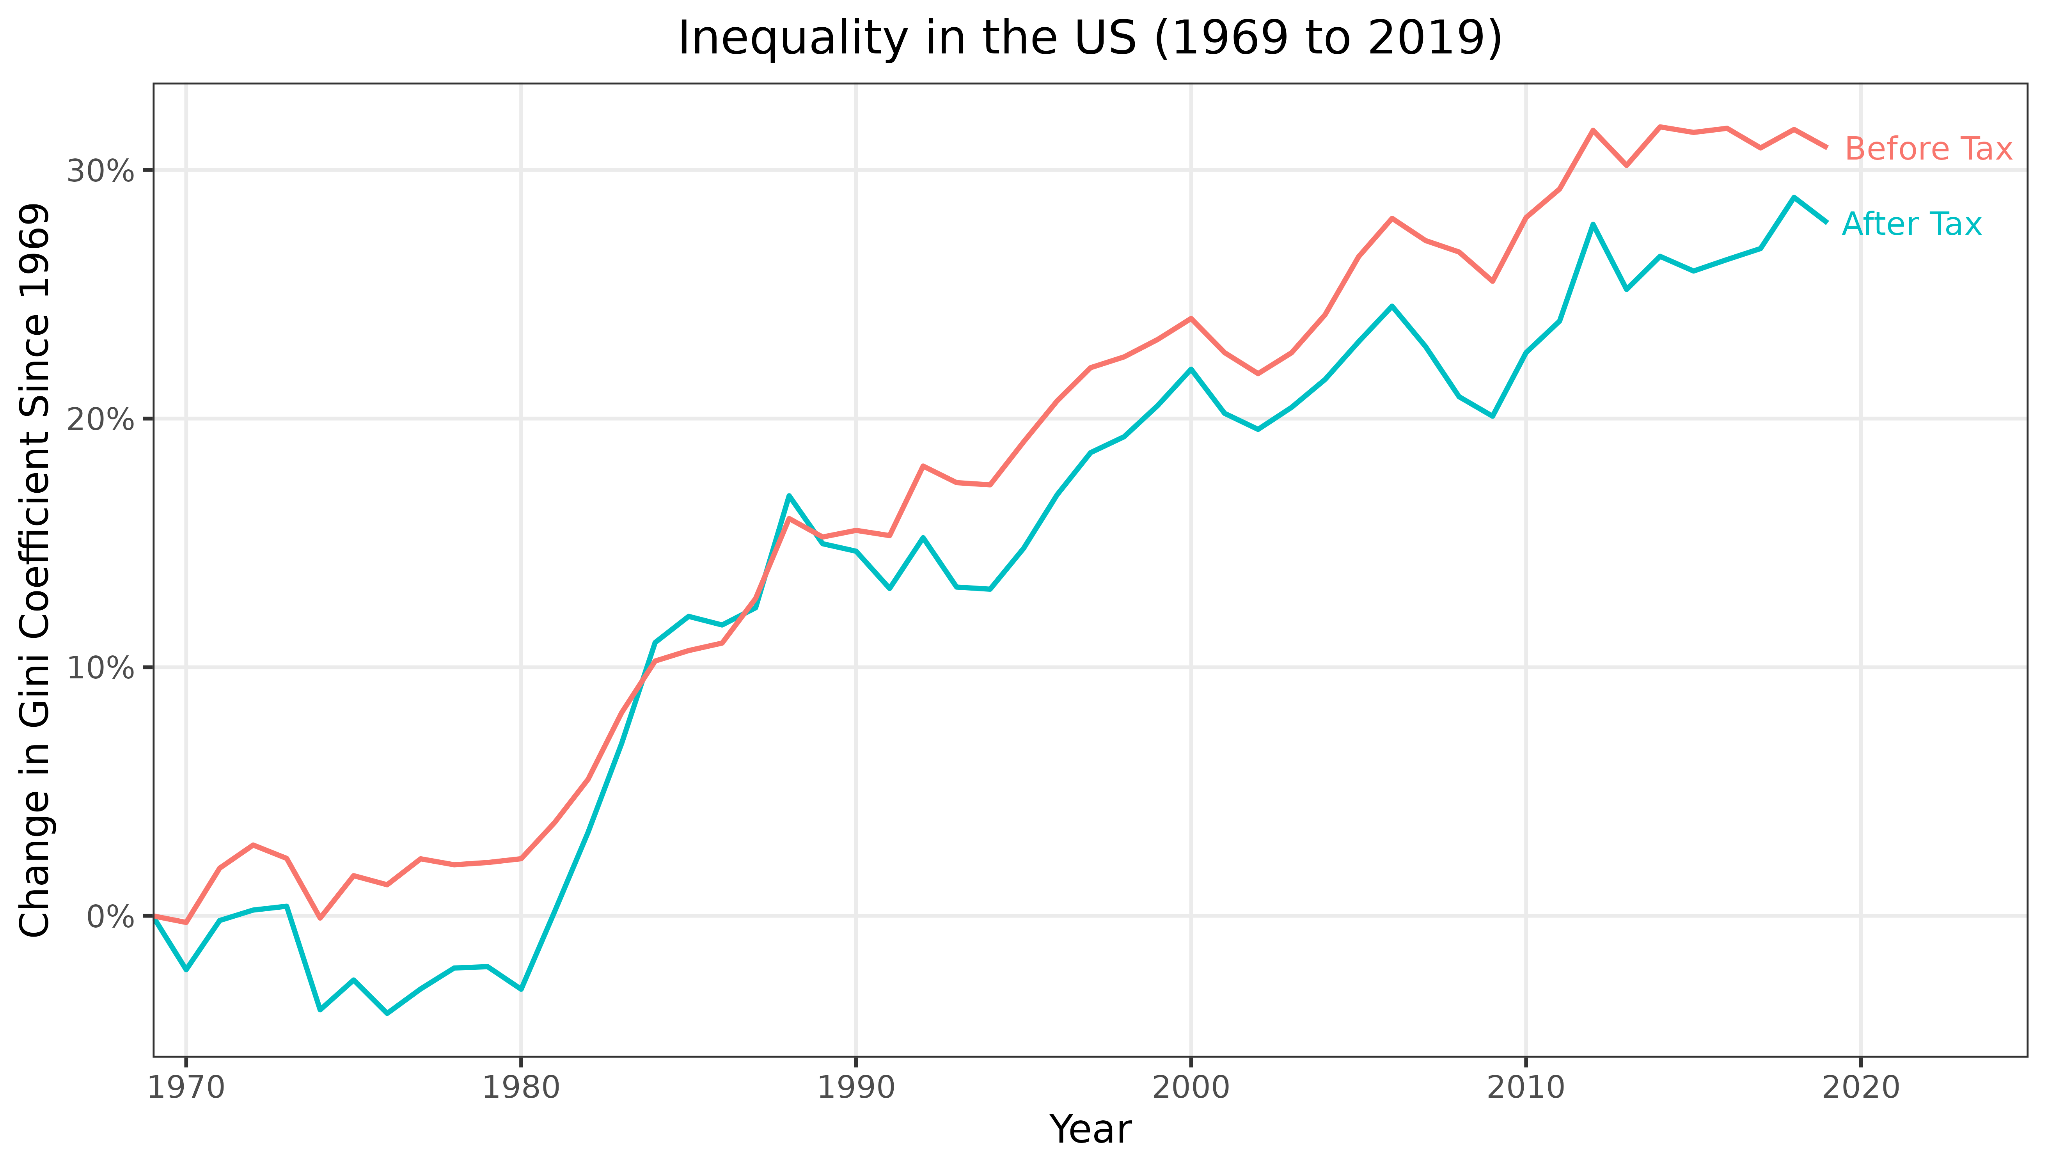 Inequality in the US (1969 to 2019)
Change in Gini Coefficient Since 1969
30%
20%
10%
0%
Before Tax
After Tax
1970 1980 1990 2000 2010 2020
Year